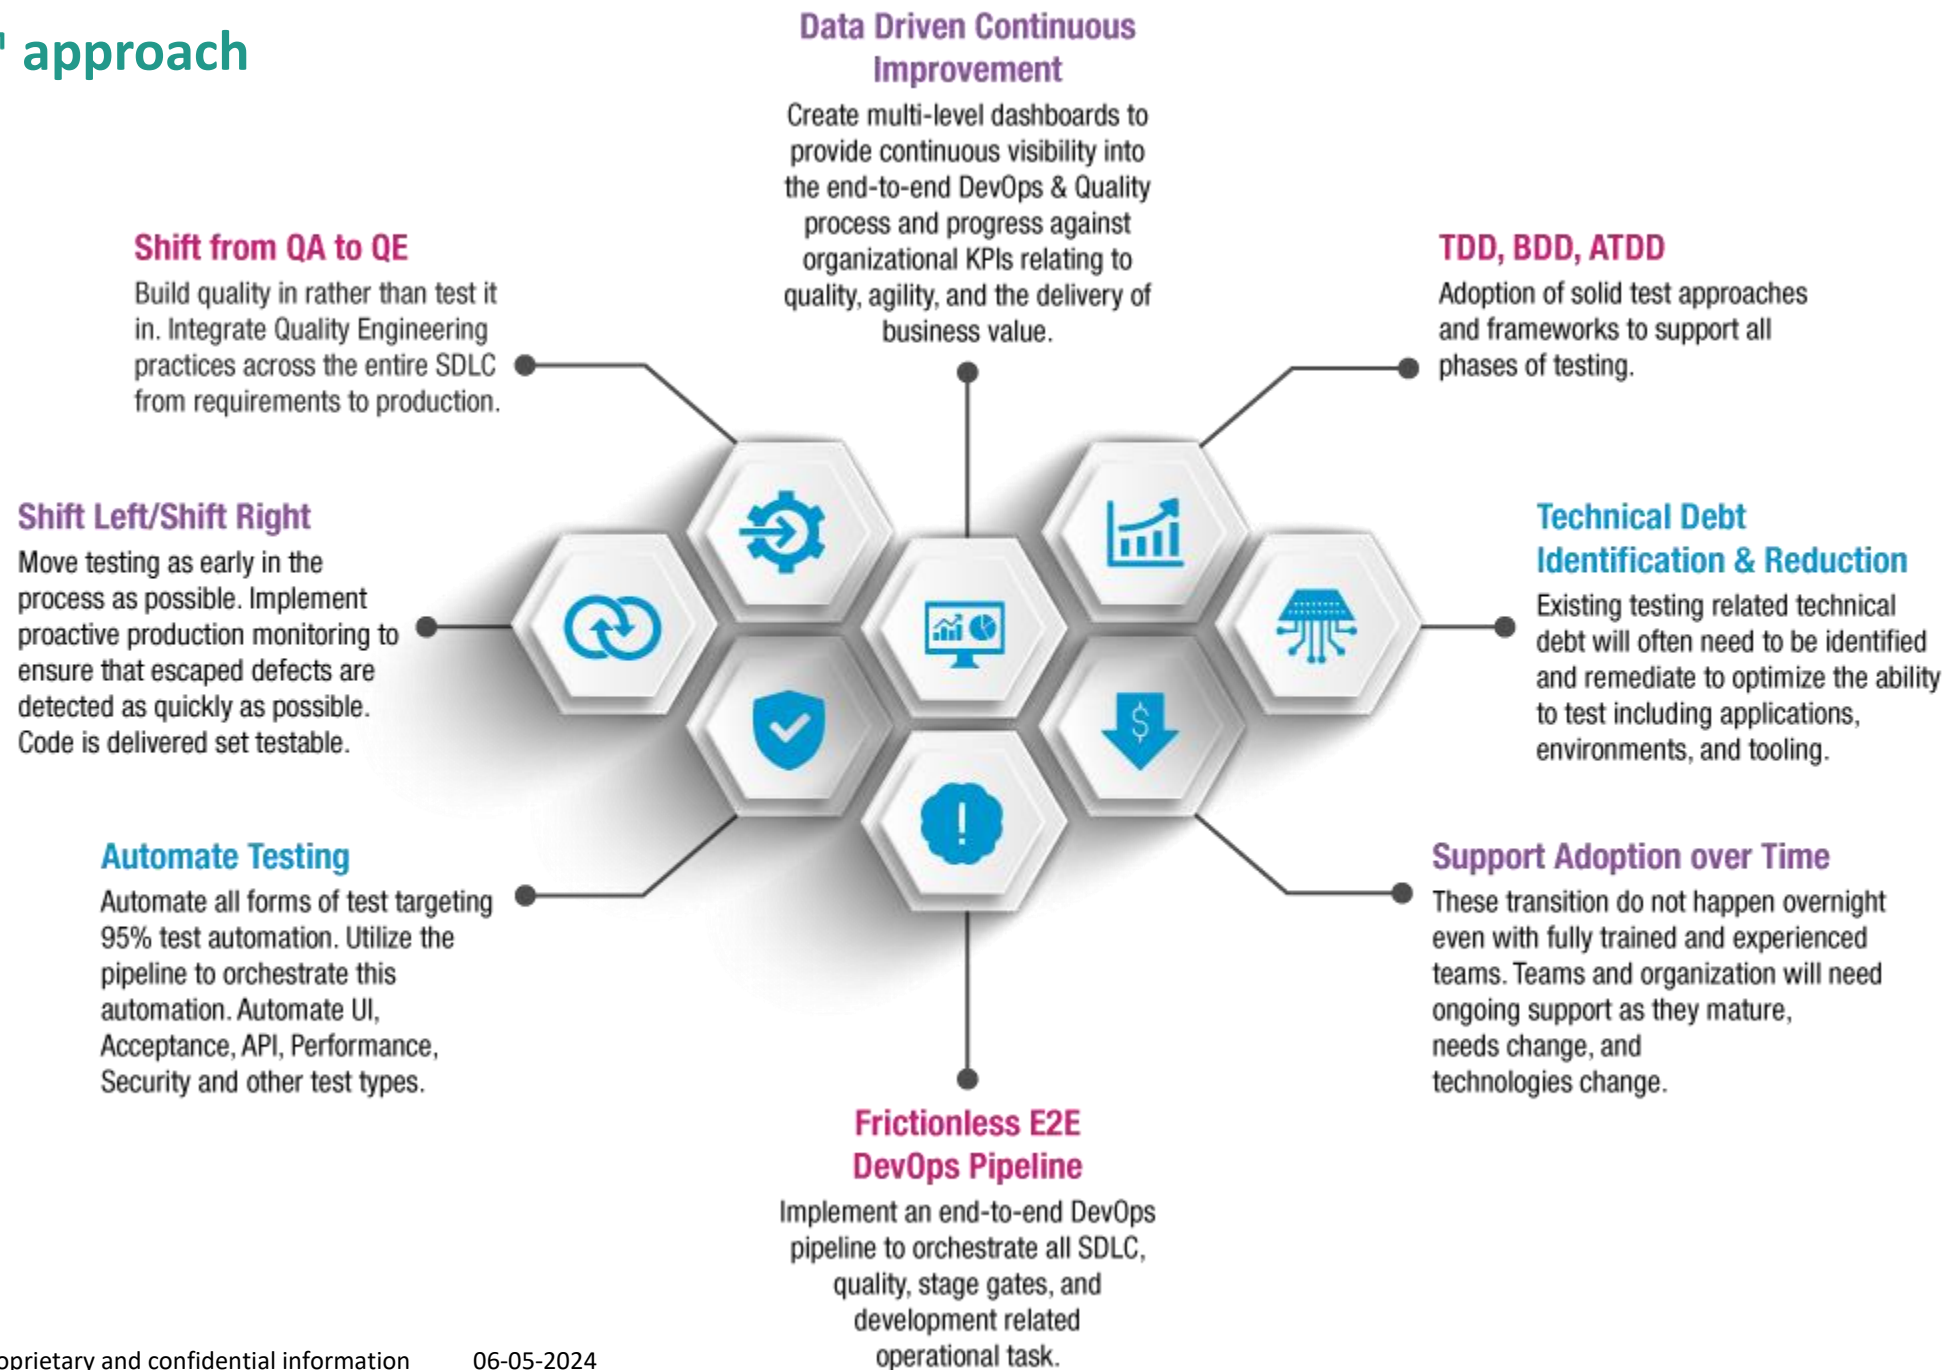 " approach
Data Driven Continuous
Improvement
Create multi-level dashboards to
provide continuous visibility into
the end-to-end DevOps & Quality
process and progress against
organizational KPIs relating to
quality, agility, and the delivery of
business value.
Shift from QA to QE
Build quality in rather than test it
in. Integrate Quality Engineering
practices across the entire SDLC
from requirements to production.
TDD, BDD, ATDD
Adoption of solid test approaches
and frameworks to support all
phases of testing.
Shift Left/Shift Right
Move testing as early in the
process as possible. Implement
proactive production monitoring to
ensure that escaped defects are
detected as quickly as possible.
Code is delivered set testable.
Technical Debt
Identification & Reduction
Existing testing related technical
debt will often need to be identified
and remediate to optimize the ability
to test including applications,
environments, and tooling.
Automate Testing
Automate all forms of test targeting
95% test automation. Utilize the
pipeline to orchestrate this
automation. Automate UI,
Acceptance, API, Performance,
Security and other test types.
Support Adoption over Time
These transition do not happen overnight
even with fully trained and experienced
teams. Teams and organization will need
ongoing support as they mature,
needs change, and
technologies change.
Frictionless E2E
DevOps Pipeline
Implement an end-to-end DevOps
pipeline to orchestrate all SDLC,
quality, stage gates, and
development related
operational task.
oprietary and confidential information 06-05-2024